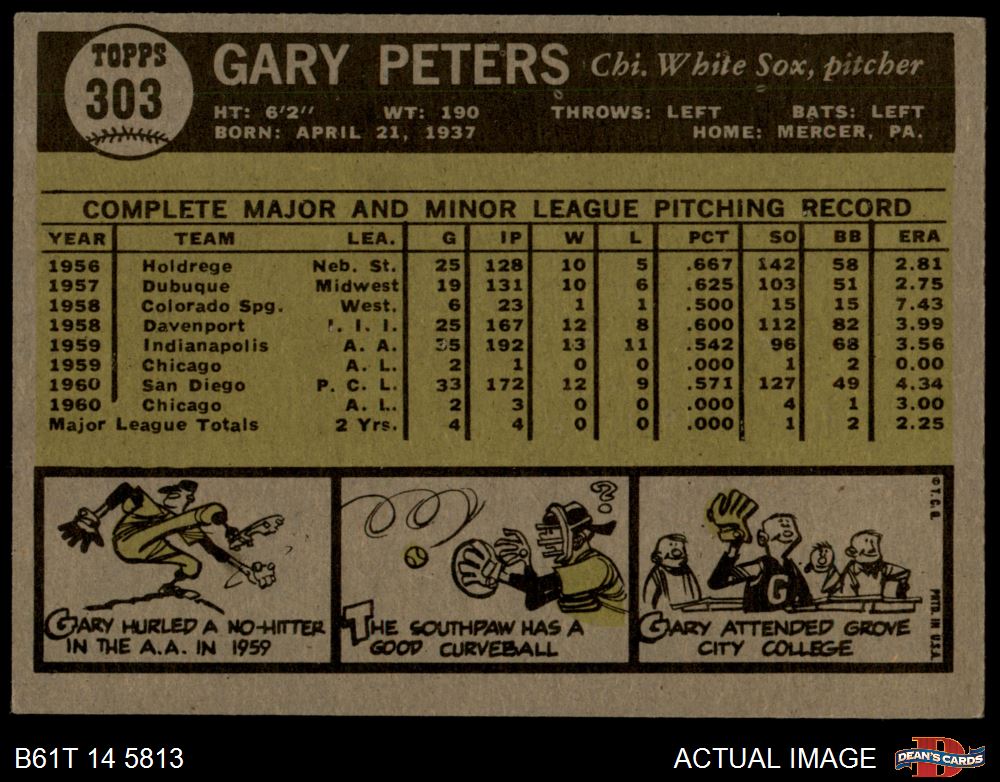 TOPPS
303
GARY PETERS Chi. White Sox, pitcher
HT: 6'2" WT: 190 THROWS: LEFT BATS: LEFT
BORN: APRIL 21, 1937 HOME: MERCER, PA.
COMPLETE MAJOR AND MINOR LEAGUE PITCHING RECORD
YEAR TEAM LEA. G IP W L PCT SO BB ERA
1956 Holdrege Neb. St. 25 128 10 5 .667 142 58 2.81
1957 Dubuque Midwest 19 131 10 6 .625 103 51 2.75
1958 Colorado Spg. West. 6 23 1 1 .500 15 15 7.43
1958 Davenport I. I. I. 25 167 12 8 .600 112 82 3.99
1959 Indianapolis A. A. 35 192 13 11 .542 96 68 3.56
1959 Chicago A. L. 2 1 0 0 .000 1 2 0.00
1960 San Diego P. C. L. 33 172 12 9 .571 127 49 4.34
1960 Chicago A. L. 2 3 0 0 .000 4 1 3.00
Major League Totals 2 Yrs. 4 4 0 0 .000 1 2 2.25
?
G
GARY HURLED A NO-HITTER
IN THE A.A. IN 1959
THE SOUTHPAW HAS A
GOOD CURVEBALL
GARY ATTENDED GROVE
CITY COLLEGE
© T. C. G. PRTD. IN U.S.A.
B61T 14 5813 ACTUAL IMAGE
D
DEAN'S CARDS